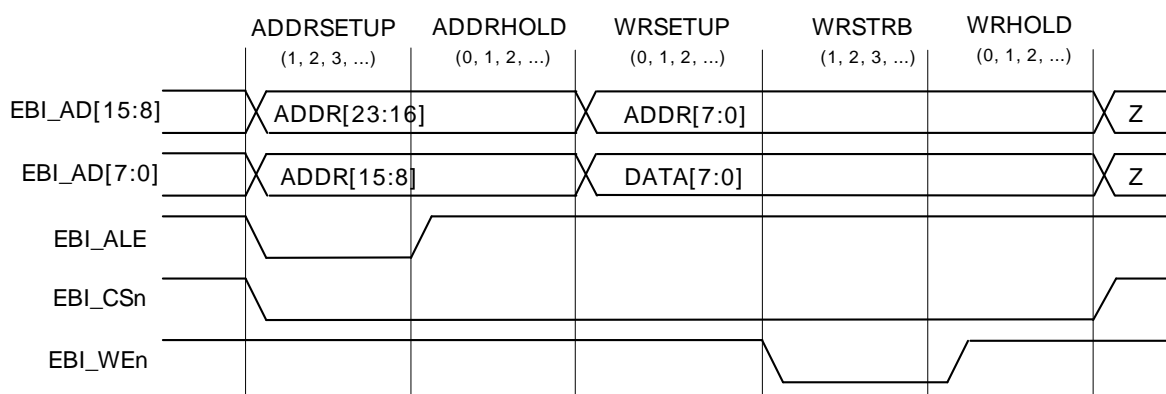 ADDRSETUP ADDRHOLD WRSETUP WRSTRB WRHOLD
(1, 2, 3, ...) (0, 1, 2, ...) (0, 1, 2, ...) (1, 2, 3, ...) (0, 1, 2, ...)
EBI_AD[15:8] ADDR[23:16] ADDR[7:0] Z
EBI_AD[7:0] ADDR[15:8] DATA[7:0] Z
EBI_ALE
EBI_CSn
EBI_WEn